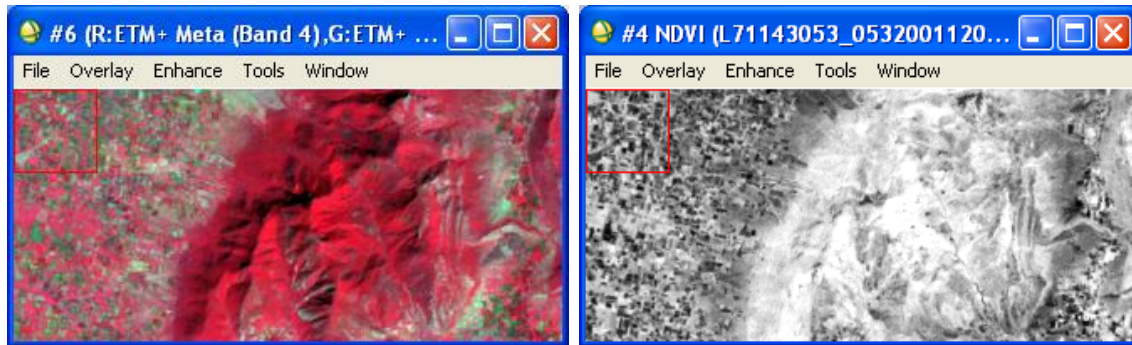 #6 (R:ETM+ Meta (Band 4),G:ETM+ ...
File Overlay Enhance Tools Window
#4 NDVI (L71143053_0532001120...
File Overlay Enhance Tools Window